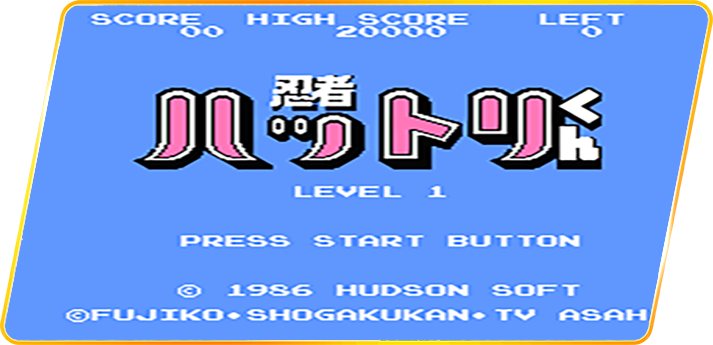 SCORE HIGH SCORE LEFT
00 20000 0
忍者
ハットリくん
LEVEL 1
PRESS START BUTTON
© 1986 HUDSON SOFT
©FUJIKO•SHOGAKUKAN•TV ASAH